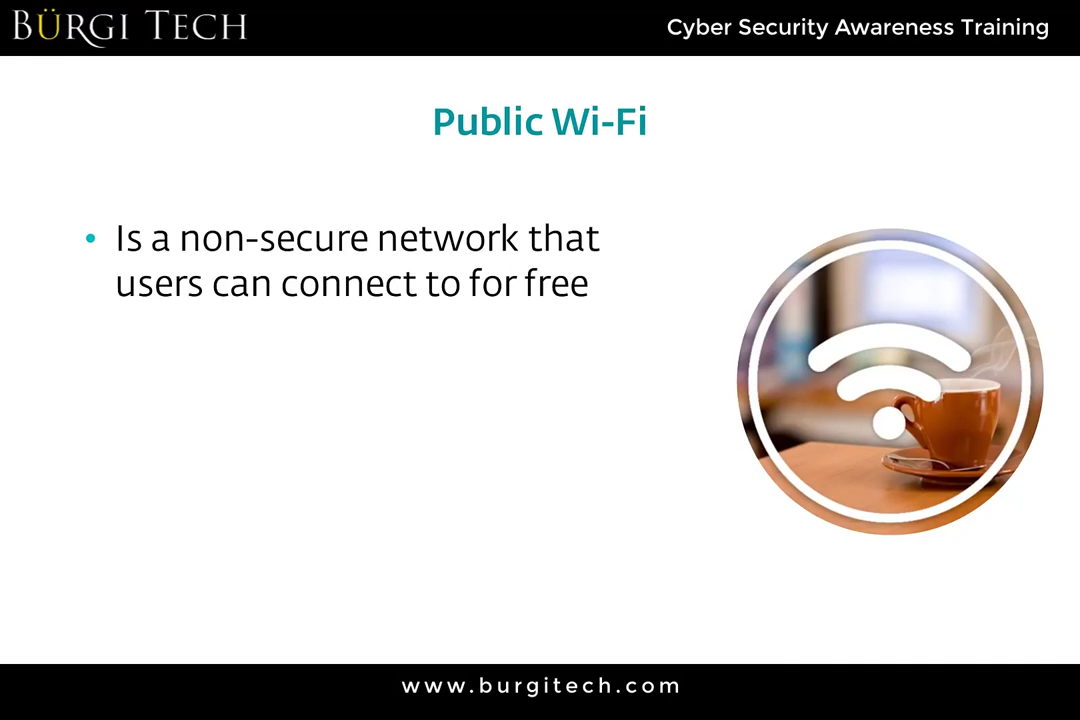 BÜRGI TECH
Cyber Security Awareness Training
Public Wi-Fi
• Is a non-secure network that
users can connect to for free
www.burgitech.com